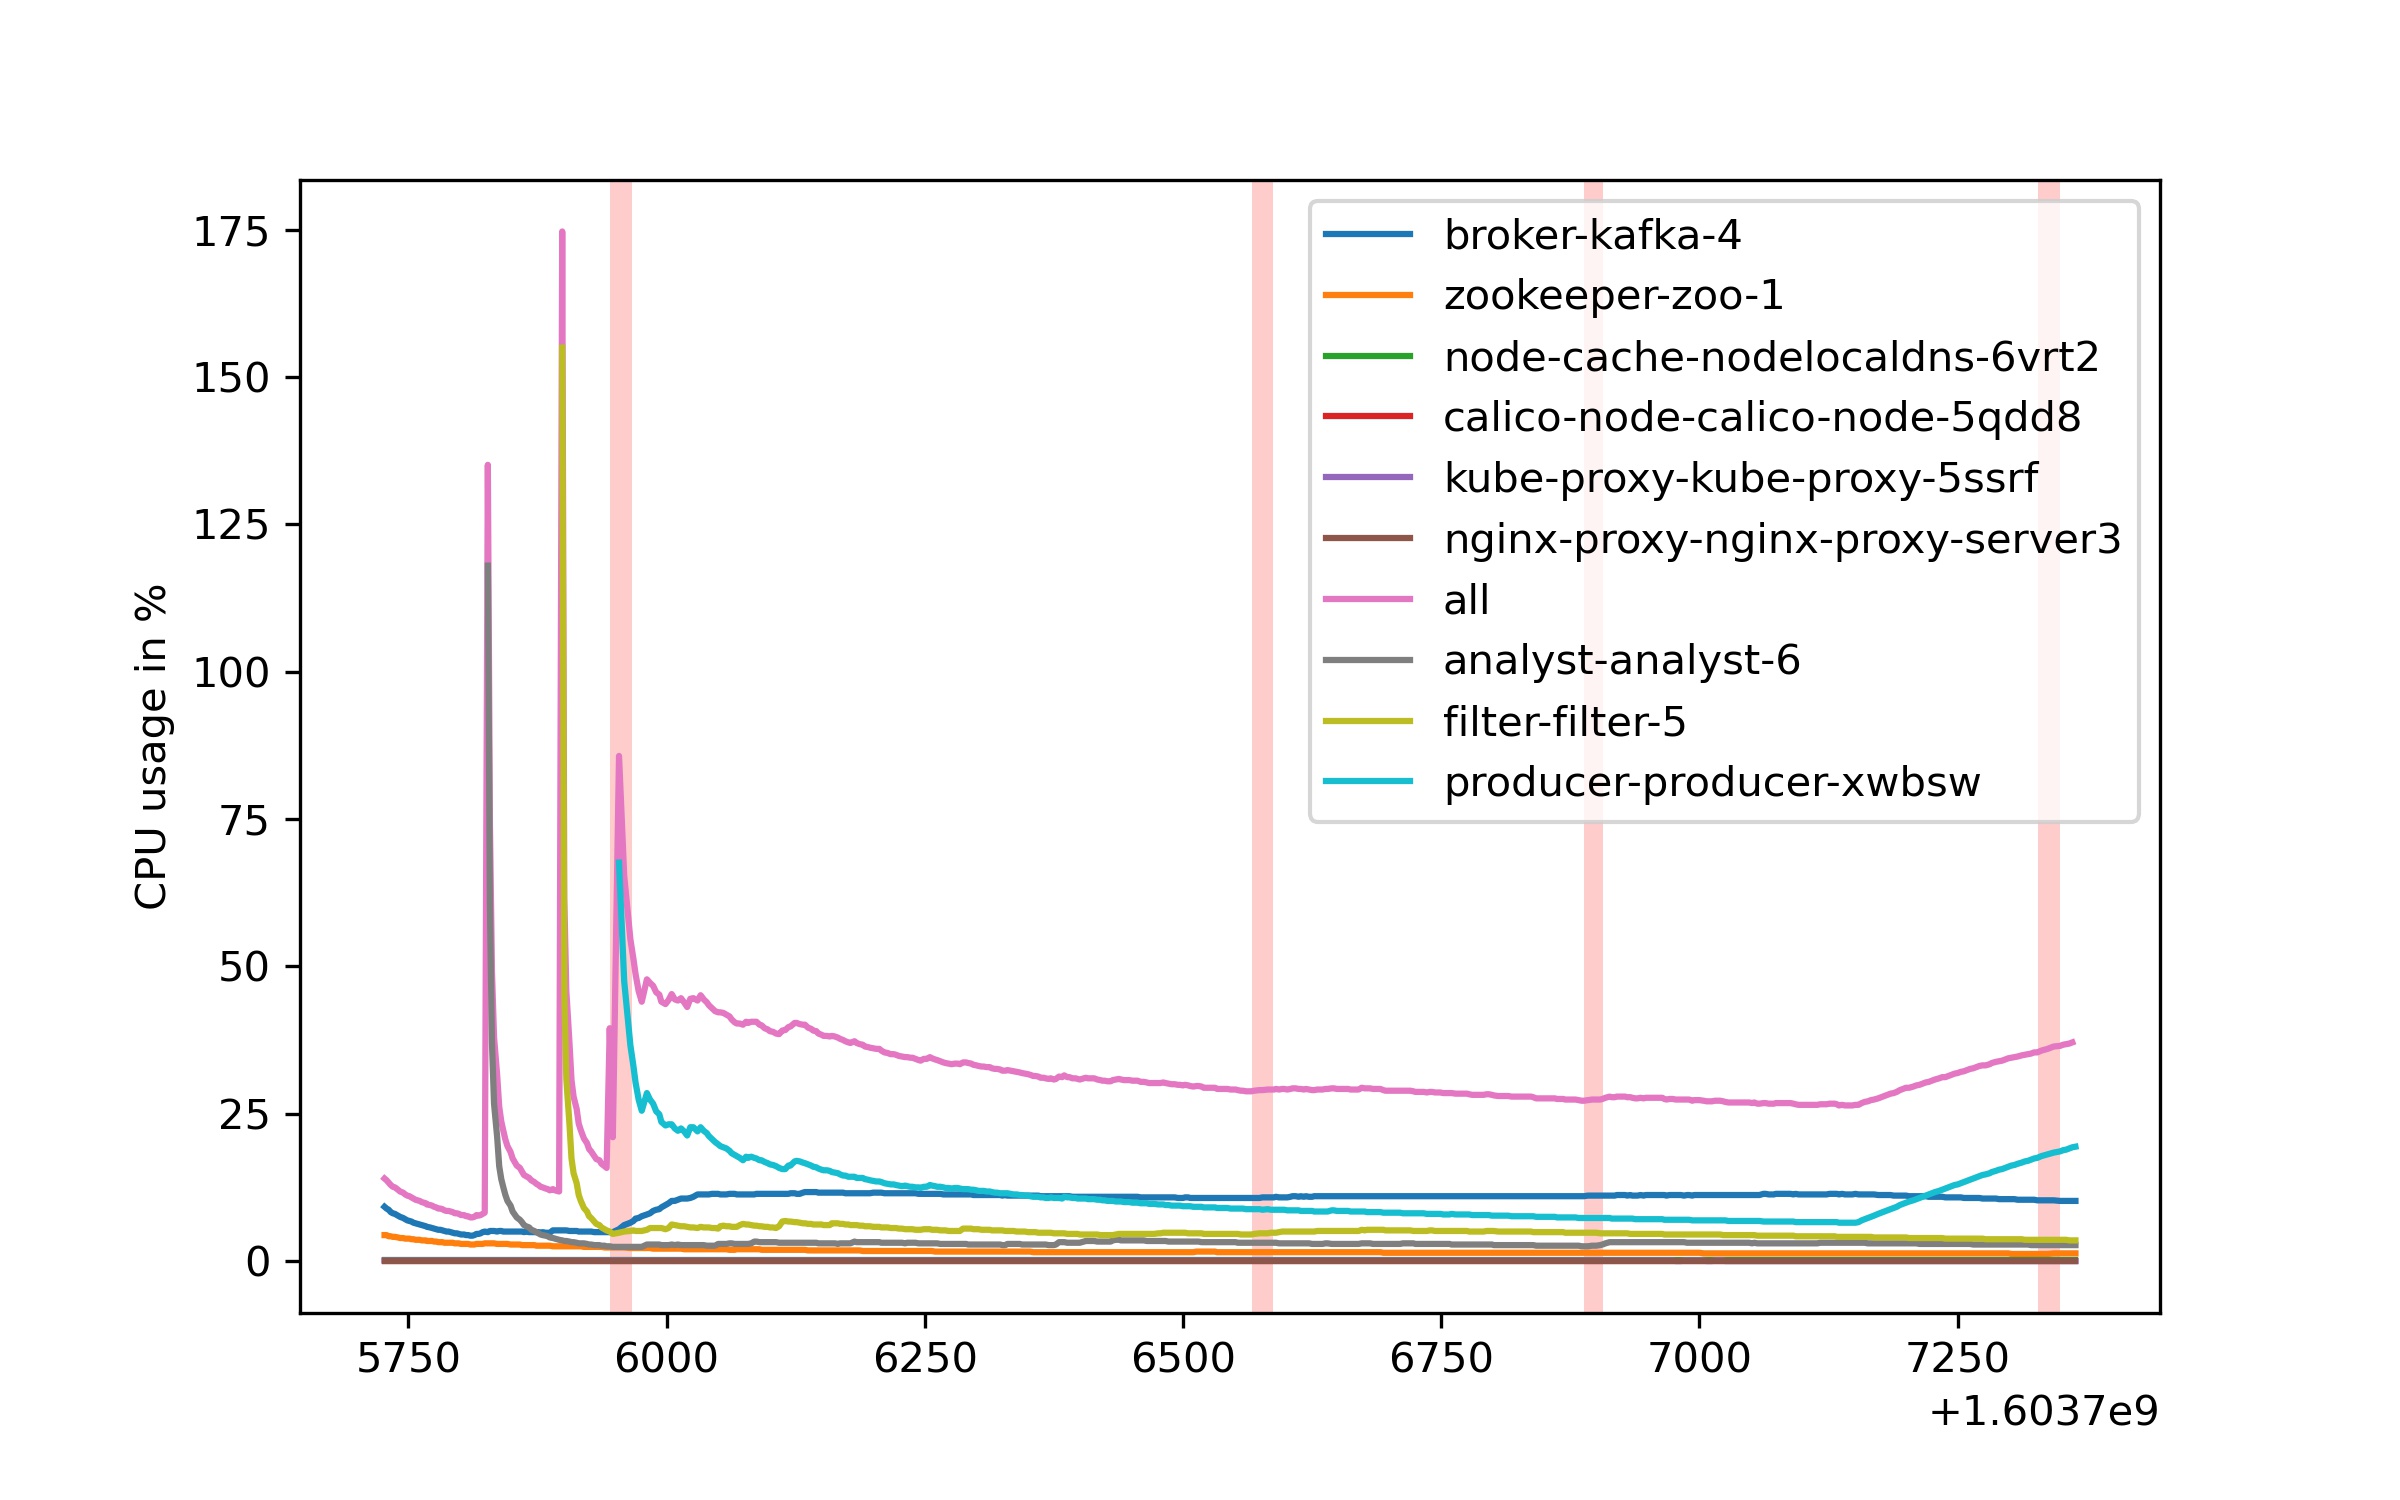 175
150
125
100
75
50
25
0
CPU usage in %
broker-kafka-4
zookeeper-zoo-1
node-cache-nodelocaldns-6vrt2
calico-node-calico-node-5qdd8
kube-proxy-kube-proxy-5ssrf
nginx-proxy-nginx-proxy-server3
all
analyst-analyst-6
filter-filter-5
producer-producer-xwbsw
5750 6000 6250 6500 6750 7000 7250
+1.6037e9